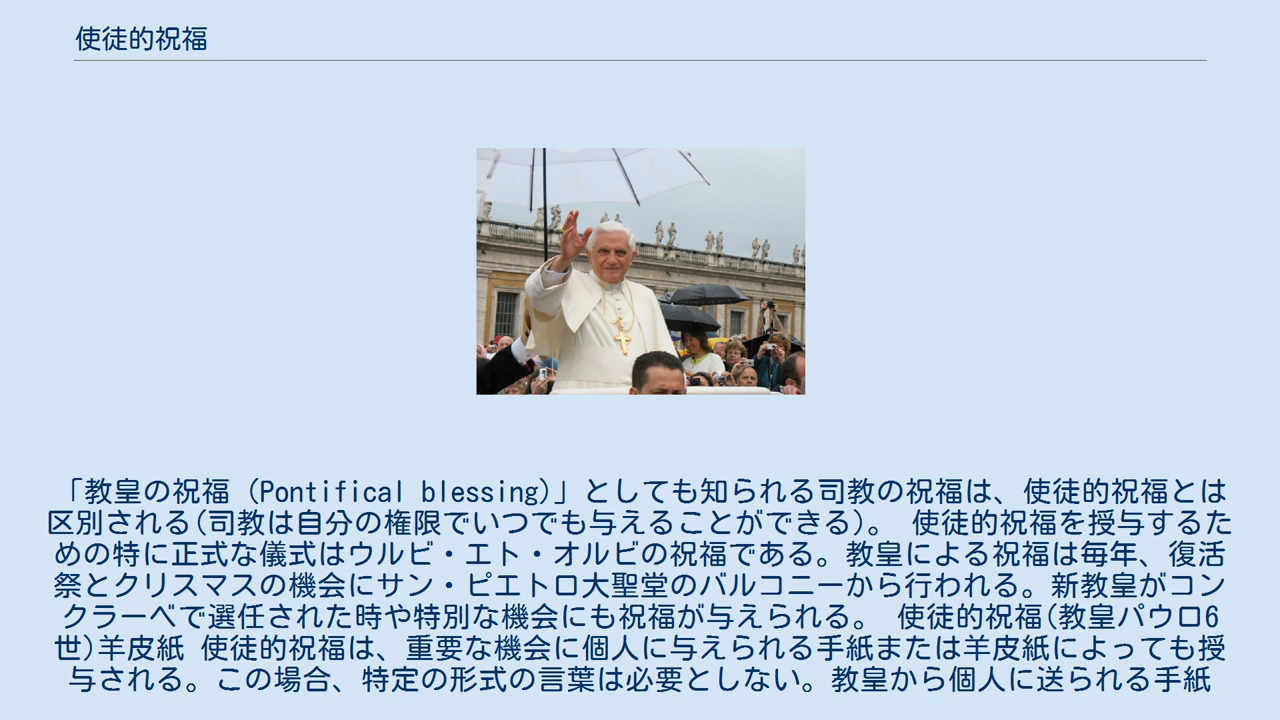 使徒的祝福
「教皇の祝福 (Pontifical blessing)」としても知られる司教の祝福は、使徒的祝福とは
区別される(司教は自分の権限でいつでも与えることができる)。 使徒的祝福を授与するた
めの特に正式な儀式はウルビ・エト・オルビの祝福である。教皇による祝福は毎年、復活
祭とクリスマスの機会にサン・ピエトロ大聖堂のバルコニーから行われる。新教皇がコン
クラーベで選任された時や特別な機会にも祝福が与えられる。 使徒的祝福(教皇パウロ6
世)羊皮紙 使徒的祝福は、重要な機会に個人に与えられる手紙または羊皮紙によっても授
与される。この場合、特定の形式の言葉は必要としない。教皇から個人に送られる手紙